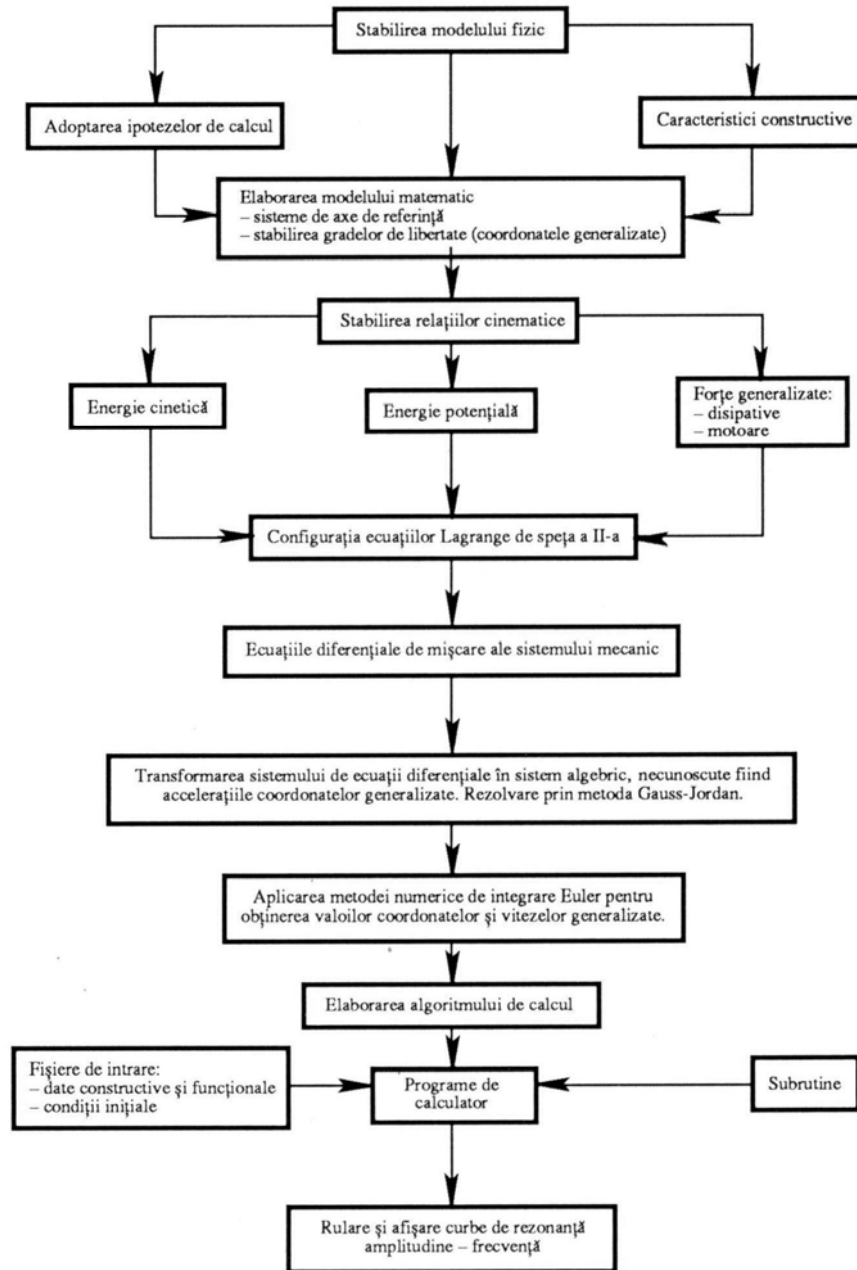 Stabilirea modelului fizic
Adoptarea ipotezelor de calcul
Caracteristici constructive
Elaborarea modelului matematic
– sisteme de axe de referință
– stabilirea gradelor de libertate (coordonatele generalizate)
Stabilirea relațiilor cinematice
Energie cinetică
Energie potențială
Forțe generalizate:
– disipative
– motoare
Configurația ecuațiilor Lagrange de speța a II-a
Ecuațiile diferențiale de mișcare ale sistemului mecanic
Transformarea sistemului de ecuații diferențiale în sistem algebric, necunoscute fiind
accelerațiile coordonatelor generalizate. Rezolvare prin metoda Gauss-Jordan.
Aplicarea metodei numerice de integrare Euler pentru
obținerea valoilor coordonatelor și vitezelor generalizate.
Elaborarea algoritmului de calcul
Fișiere de intrare:
– date constructive și funcționale
– condiții inițiale
Programe de
calculator
Subrutine
Rulare și afișare curbe de rezonanță
amplitudine – frecvență